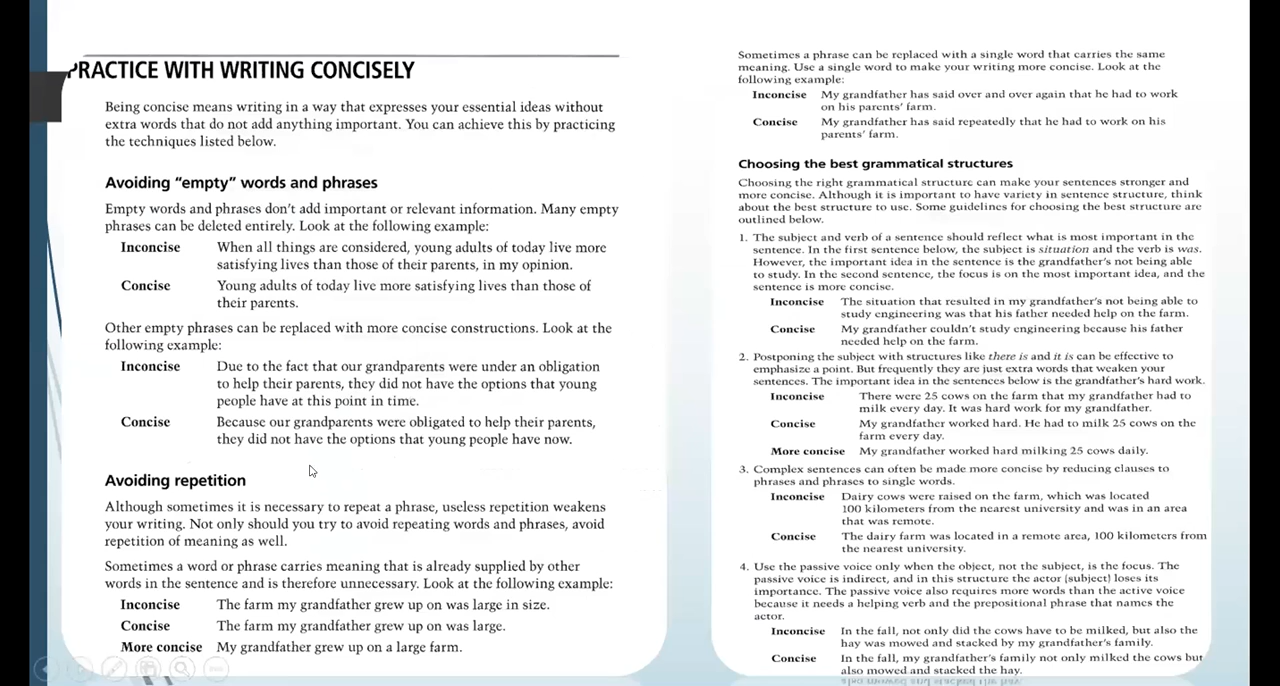 PRACTICE WITH WRITING CONCISELY
Being concise means writing in a way that expresses your essential ideas without
extra words that do not add anything important. You can achieve this by practicing
the techniques listed below.
Avoiding “empty” words and phrases
Empty words and phrases don’t add important or relevant information. Many empty
phrases can be deleted entirely. Look at the following example:
Inconcise When all things are considered, young adults of today live more
satisfying lives than those of their parents, in my opinion.
Concise Young adults of today live more satisfying lives than those of
their parents.
Other empty phrases can be replaced with more concise constructions. Look at the
following example:
Inconcise Due to the fact that our grandparents were under an obligation
to help their parents, they did not have the options that young
people have at this point in time.
Concise Because our grandparents were obligated to help their parents,
they did not have the options that young people have now.
Avoiding repetition
Although sometimes it is necessary to repeat a phrase, useless repetition weakens
your writing. Not only should you try to avoid repeating words and phrases, avoid
repetition of meaning as well.
Sometimes a word or phrase carries meaning that is already supplied by other
words in the sentence and is therefore unnecessary. Look at the following example:
Inconcise The farm my grandfather grew up on was large in size.
Concise The farm my grandfather grew up on was large.
More concise My grandfather grew up on a large farm.
Sometimes a phrase can be replaced with a single word that carries the same
meaning. Use a single word to make your writing more concise. Look at the
following example:
Inconcise My grandfather has said over and over again that he had to work
on his parents’ farm.
Concise My grandfather has said repeatedly that he had to work on his
parents’ farm.
Choosing the best grammatical structures
Choosing the right grammatical structure can make your sentences stronger and
more concise. Although it is important to have variety in sentence structure, think
about the best structure to use. Some guidelines for choosing the best structure are
outlined below.
1. The subject and verb of a sentence should reflect what is most important in the
sentence. In the first sentence below, the subject is situation and the verb is was.
However, the important idea in the sentence is the grandfather’s not being able
to study. In the second sentence, the focus is on the most important idea, and the
sentence is more concise.
Inconcise The situation that resulted in my grandfather’s not being able to
study engineering was that his father needed help on the farm.
Concise My grandfather couldn’t study engineering because his father
needed help on the farm.
2. Postponing the subject with structures like there is and it is can be effective to
emphasize a point. But frequently they are just extra words that weaken your
sentences. The important idea in the sentences below is the grandfather’s hard work.
Inconcise There were 25 cows on the farm that my grandfather had to
milk every day. It was hard work for my grandfather.
Concise My grandfather worked hard. He had to milk 25 cows on the
farm every day.
More concise My grandfather worked hard milking 25 cows daily.
3. Complex sentences can often be made more concise by reducing clauses to
phrases and phrases to single words.
Inconcise Dairy cows were raised on the farm, which was located
100 kilometers from the nearest university and was in an area
that was remote.
Concise The dairy farm was located in a remote area, 100 kilometers from
the nearest university.
4. Use the passive voice only when the object, not the subject, is the focus. The
passive voice is indirect, and in this structure the actor (subject) loses its
importance. The passive voice also requires more words than the active voice
because it needs a helping verb and the prepositional phrase that names the
actor.
Inconcise In the fall, not only did the cows have to be milked, but also the
hay was mowed and stacked by my grandfather’s family.
Concise In the fall, my grandfather’s family not only milked the cows but
also mowed and stacked the hay.